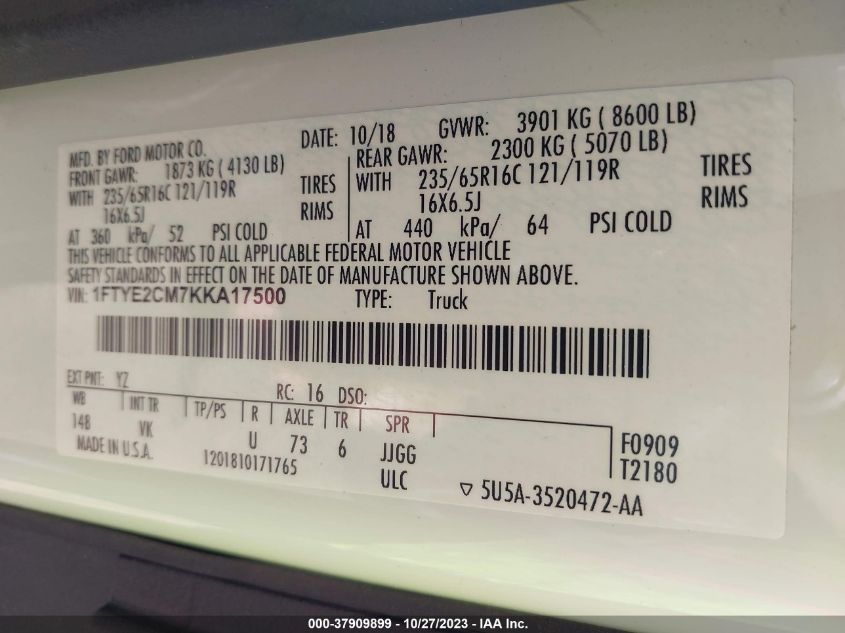 MFD. BY FORD MOTOR CO.
DATE: 10/18 GVWR: 3901 KG ( 8600 LB)
FRONT GAWR: 1873 KG ( 4130 LB)
REAR GAWR: 2300 KG ( 5070 LB)
WITH 235/65R16C 121/119R TIRES
WITH 235/65R16C 121/119R TIRES
16X6.5J RIMS
16X6.5J RIMS
AT 360 kPa/ 52 PSI COLD
AT 440 kPa/ 64 PSI COLD
THIS VEHICLE CONFORMS TO ALL APPLICABLE FEDERAL MOTOR VEHICLE
SAFETY STANDARDS IN EFFECT ON THE DATE OF MANUFACTURE SHOWN ABOVE.
VIN: 1FTYE2CM7KKA17500 TYPE: Truck
EXT PNT: YZ RC: 16 DSO:
WB INT TR TP/PS R AXLE TR SPR
148 VK U 73 6 JJGG F0909
MADE IN U.S.A. 1201810171765 ULC T2180
5U5A-3520472-AA
000-37909899 - 10/27/2023 - IAA Inc.